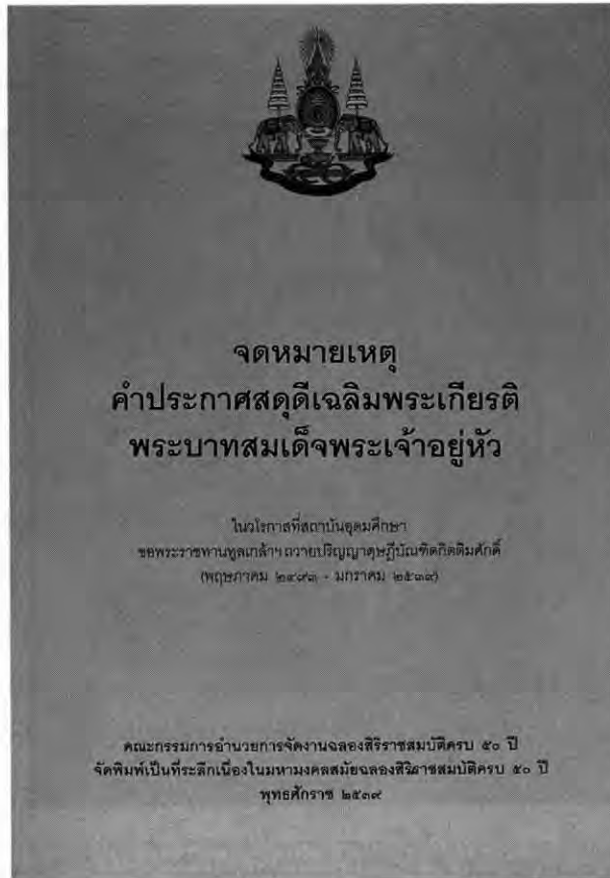 จดหมายเหตุ
คำประกาศสดุดีเฉลิมพระเกียรติ
พระบาทสมเด็จพระเจ้าอยู่หัว
ในวโรกาสที่สถาบันอุดมศึกษา
ขอพระราชทานทูลเกล้าฯ ถวายปริญญาดุษฎีบัณฑิตกิตติมศักดิ์
(พฤษภาคม ๒๔๙๓ - มกราคม ๒๕๓๙)
คณะกรรมการอำนวยการจัดงานฉลองสิริราชสมบัติครบ ๕๐ ปี
จัดพิมพ์เป็นที่ระลึกเนื่องในมหามงคลสมัยฉลองสิริราชสมบัติครบ ๕๐ ปี
พุทธศักราช ๒๕๓๙